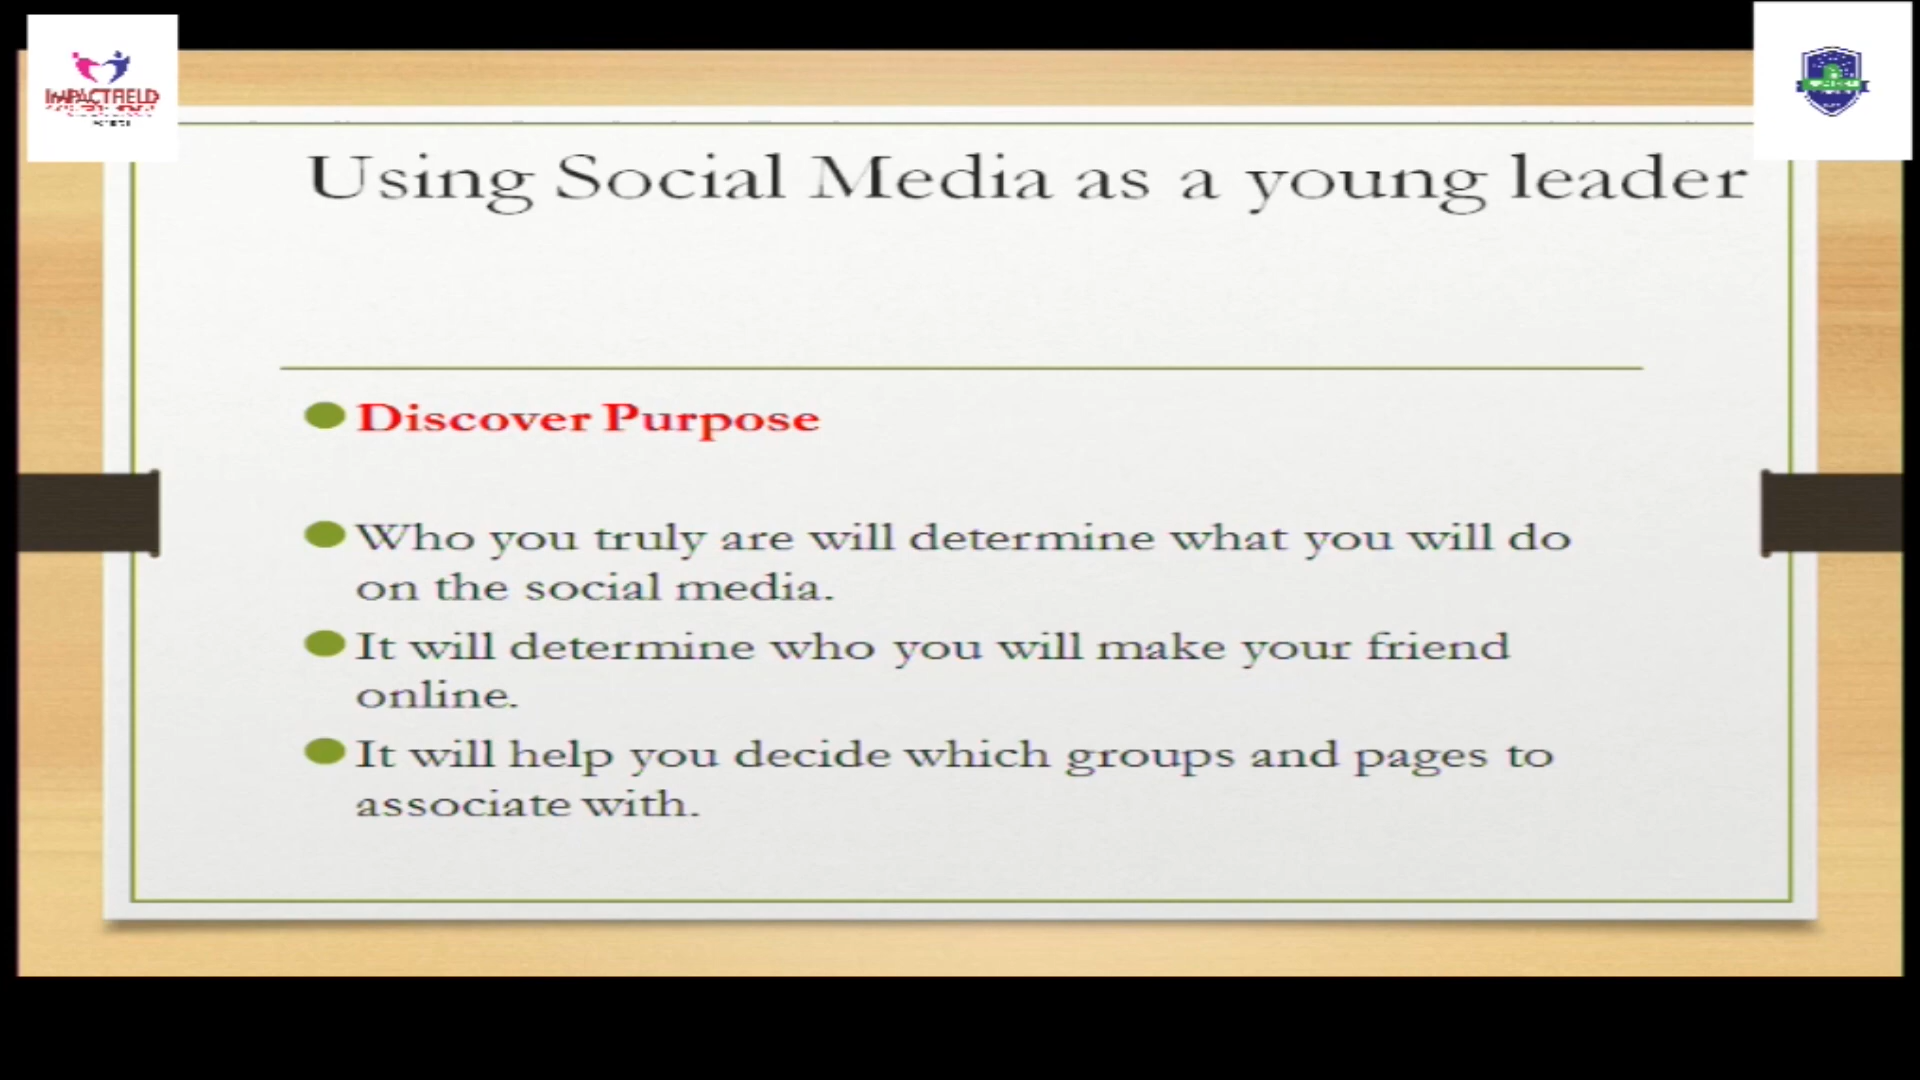 IMPACTFIELD
Using Social Media as a young leader
Discover Purpose
Who you truly are will determine what you will do
on the social media.
It will determine who you will make your friend
online.
It will help you decide which groups and pages to
associate with.